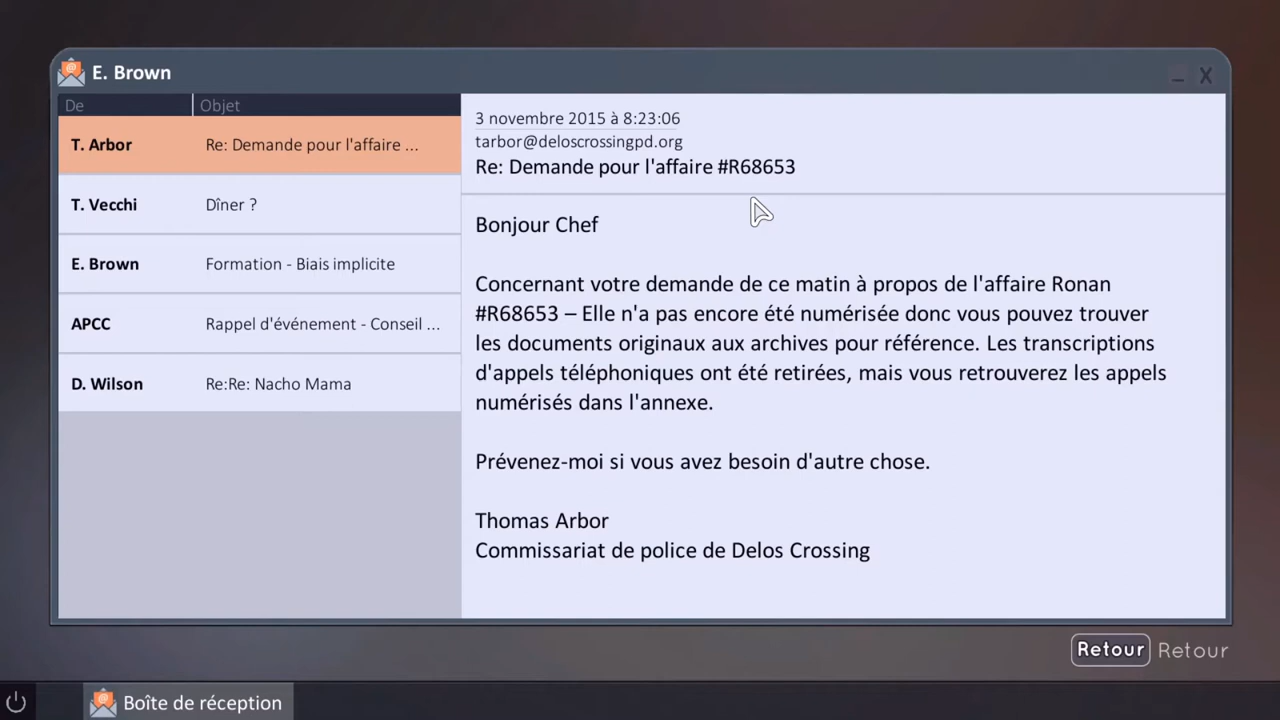 E. Brown
De
Objet
T. Arbor
Re: Demande pour l'affaire ...
T. Vecchi
Dîner ?
E. Brown
Formation - Biais implicite
APCC
Rappel d'événement - Conseil ...
D. Wilson
Re:Re: Nacho Mama
3 novembre 2015 à 8:23:06
tarbor@deloscrossingpd.org
Re: Demande pour l'affaire #R68653
Bonjour Chef
Concernant votre demande de ce matin à propos de l'affaire Ronan
#R68653 – Elle n'a pas encore été numérisée donc vous pouvez trouver
les documents originaux aux archives pour référence. Les transcriptions
d'appels téléphoniques ont été retirées, mais vous retrouverez les appels
numérisés dans l'annexe.
Prévenez-moi si vous avez besoin d'autre chose.
Thomas Arbor
Commissariat de police de Delos Crossing
Retour Retour
Boîte de réception